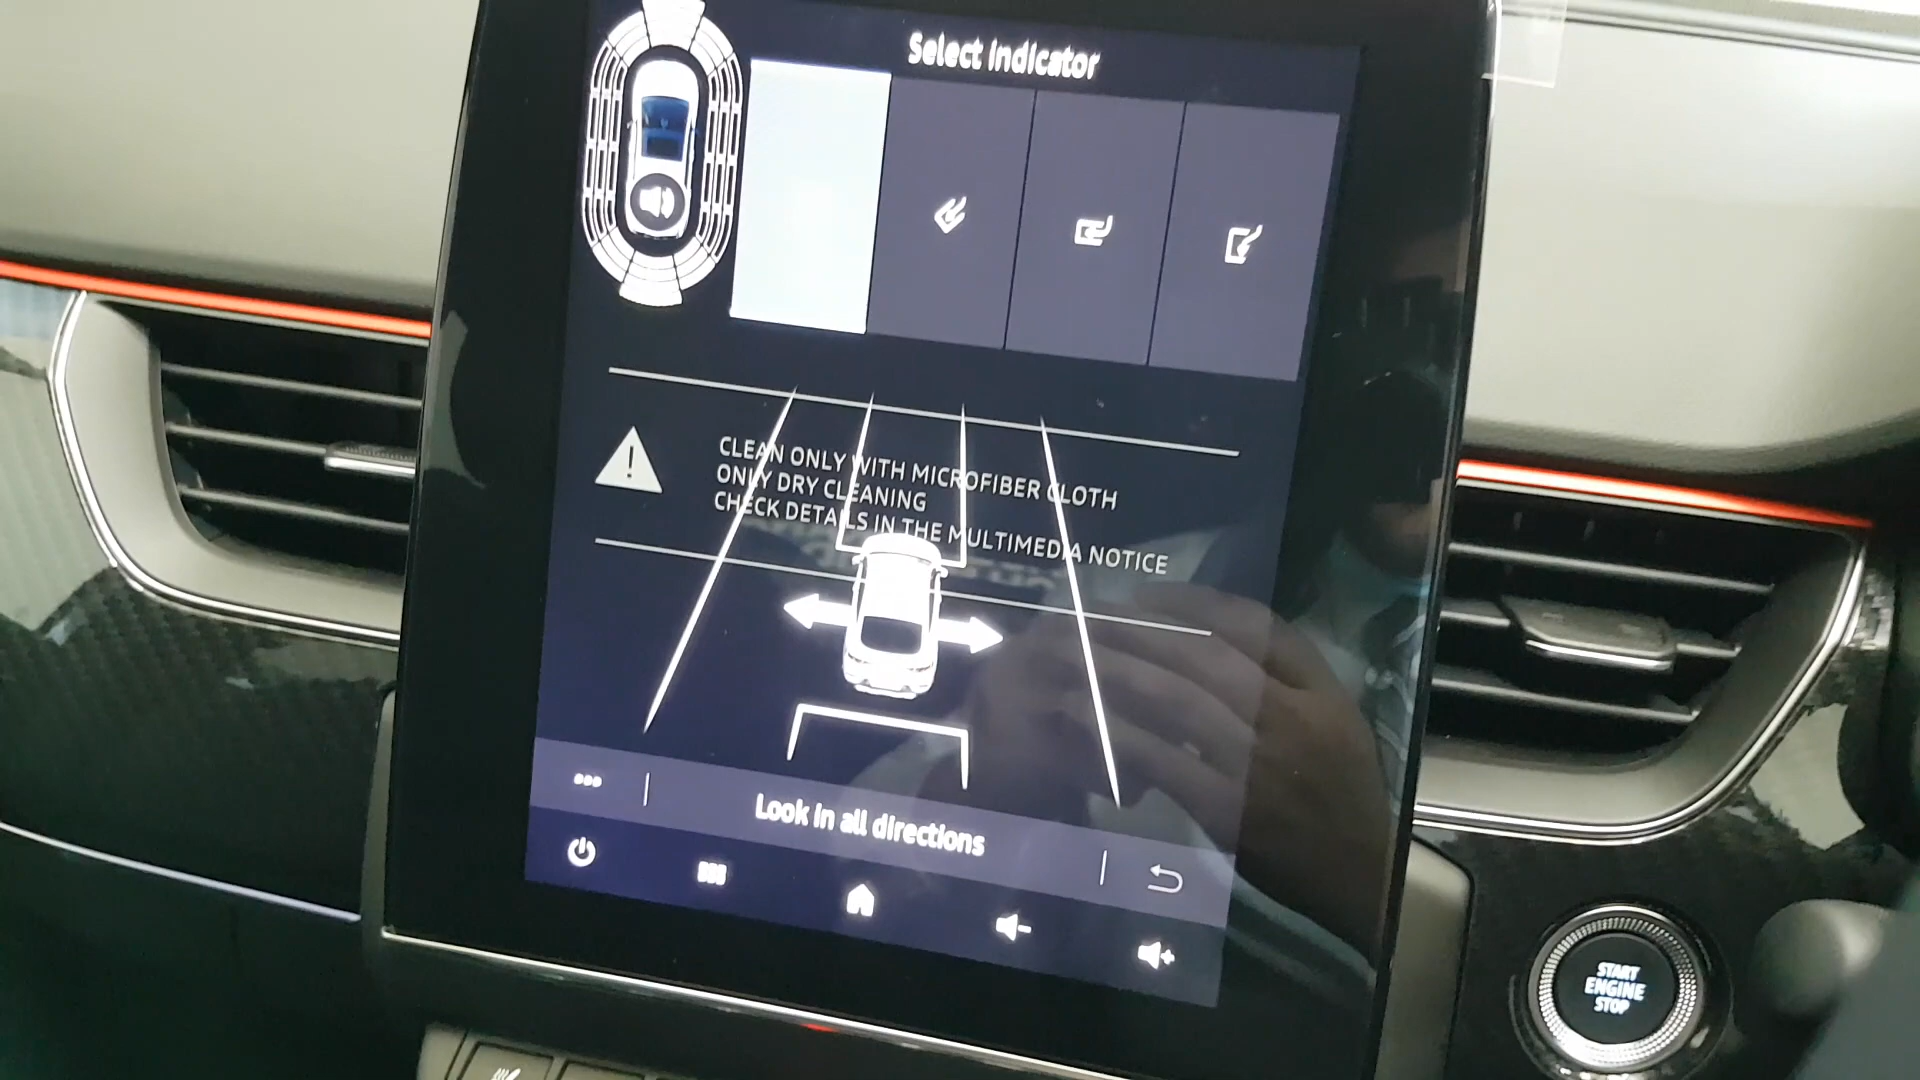 Select indicator
CLEAN ONLY WITH MICROFIBER CLOTH
ONLY DRY CLEANING
CHECK DETAILS IN THE MULTIMEDIA NOTICE
Look in all directions
START
ENGINE
STOP